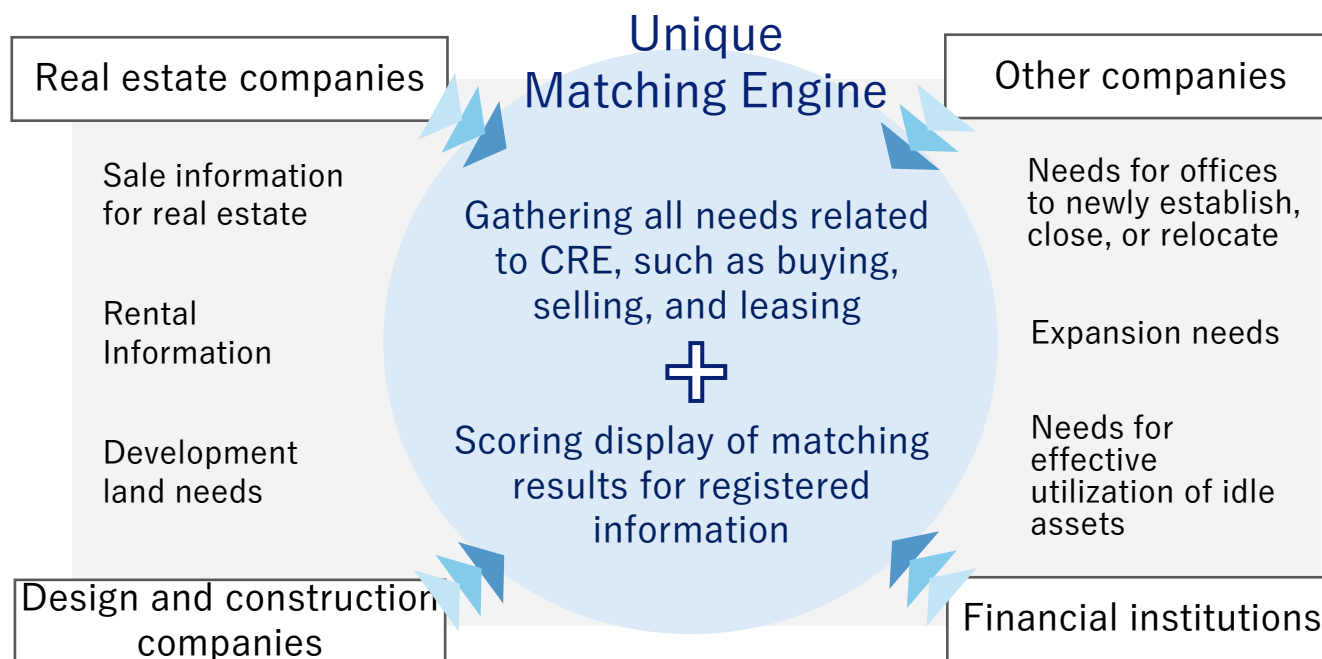 Unique
Matching Engine
Real estate companies
Sale information
for real estate
Rental
Information
Development
land needs
Design and construction
companies
Gathering all needs related
to CRE, such as buying,
selling, and leasing
Scoring display of matching
results for registered
information
Other companies
Needs for offices
to newly establish,
close, or relocate
Expansion needs
Needs for
effective
utilization of idle
assets
Financial institutions